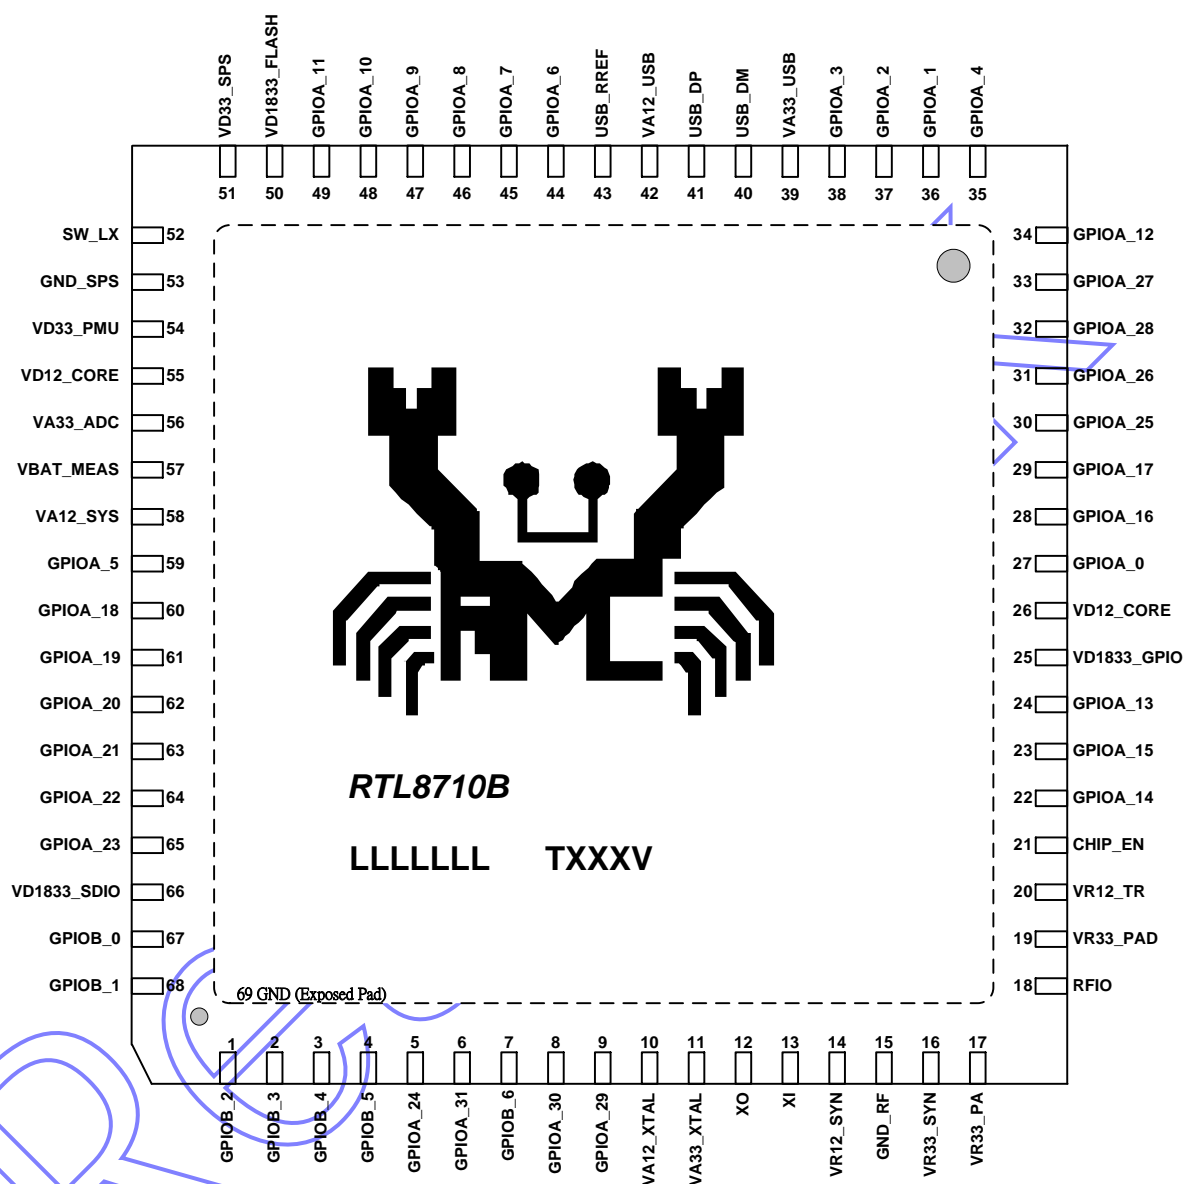 VD33_SPS
VD1833_FLASH
GPIOA_11
GPIOA_10
GPIOA_9
GPIOA_8
GPIOA_7
GPIOA_6
USB_RREF
VA12_USB
USB_DP
USB_DM
VA33_USB
GPIOA_3
GPIOA_2
GPIOA_1
GPIOA_4
51 50 49 48 47 46 45 44 43 42 41 40 39 38 37 36 35
SW_LX 52
GND_SPS 53
VD33_PMU 54
VD12_CORE 55
VA33_ADC 56
VBAT_MEAS 57
VA12_SYS 58
GPIOA_5 59
GPIOA_18 60
GPIOA_19 61
GPIOA_20 62
GPIOA_21 63
GPIOA_22 64
GPIOA_23 65
VD1833_SDIO 66
GPIOB_0 67
GPIOB_1 68
34 GPIOA_12
33 GPIOA_27
32 GPIOA_28
31 GPIOA_26
30 GPIOA_25
29 GPIOA_17
28 GPIOA_16
27 GPIOA_0
26 VD12_CORE
25 VD1833_GPIO
24 GPIOA_13
23 GPIOA_15
22 GPIOA_14
21 CHIP_EN
20 VR12_TR
19 VR33_PAD
18 RFIO
AMC
RTL8710B
LLLLLLL TXXXV
69 GND (Exposed Pad)
1 2 3 4 5 6 7 8 9 10 11 12 13 14 15 16 17
GPIOB_2
GPIOB_3
GPIOB_4
GPIOB_5
GPIOA_24
GPIOA_31
GPIOB_6
GPIOA_30
GPIOA_29
VA12_XTAL
VA33_XTAL
XO
XI
VR12_SYN
GND_RF
VR33_SYN
VR33_PA